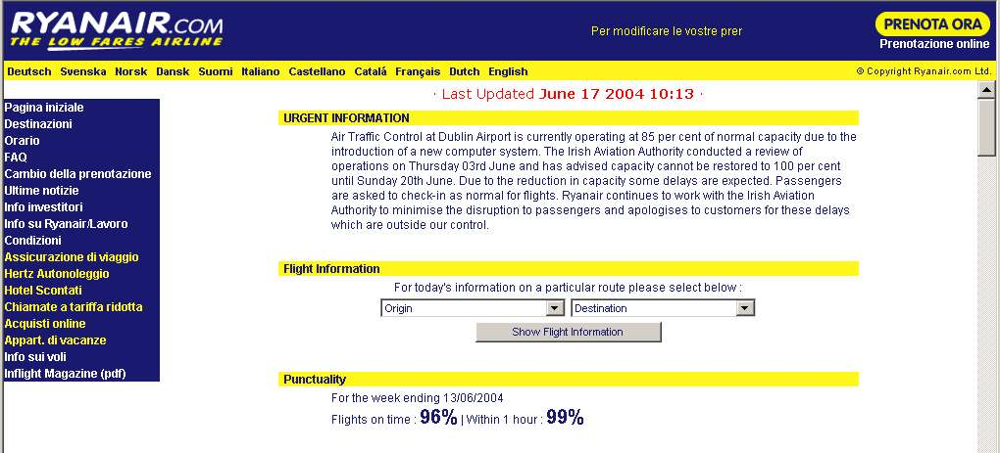 RYANAIR.COM
THE LOW FARES AIRLINE
Per modificare le vostre prer
PRENOTA ORA
Prenotazione online
Deutsch Svenska Norsk Dansk Suomi Italiano Castellano Catalá Français Dutch English
© Copyright Ryanair.com Ltd.
Pagina iniziale
Destinazioni
Orario
FAQ
Cambio della prenotazione
Ultime notizie
Info investitori
Info su Ryanair/Lavoro
Condizioni
Assicurazione di viaggio
Hertz Autonoleggio
Hotel Scontati
Chiamate a tariffa ridotta
Acquisti online
Appart. di vacanze
Info sui voli
Inflight Magazine (pdf)
· Last Updated June 17 2004 10:13 ·
URGENT INFORMATION
Air Traffic Control at Dublin Airport is currently operating at 85 per cent of normal capacity due to the
introduction of a new computer system. The Irish Aviation Authority conducted a review of
operations on Thursday 03rd June and has advised capacity cannot be restored to 100 per cent
until Sunday 20th June. Due to the reduction in capacity some delays are expected. Passengers
are asked to check-in as normal for flights. Ryanair continues to work with the Irish Aviation
Authority to minimise the disruption to passengers and apologises to customers for these delays
which are outside our control.
Flight Information
For today's information on a particular route please select below :
Origin Destination
Show Flight Information
Punctuality
For the week ending 13/06/2004
Flights on time : 96% | Within 1 hour : 99%